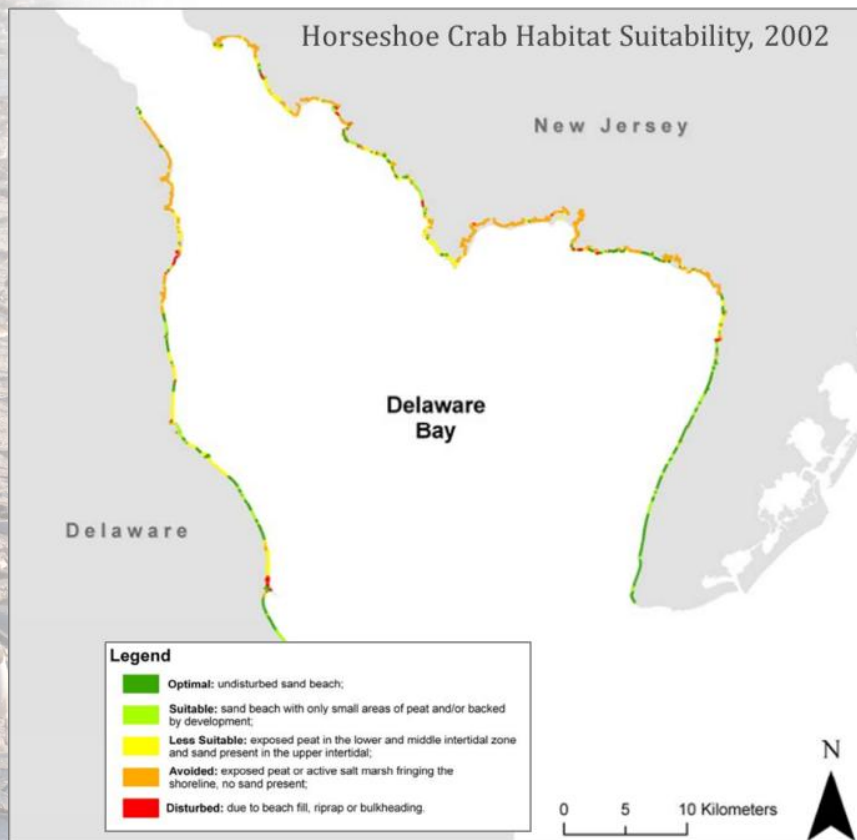 Horseshoe Crab Habitat Suitability, 2002
New Jersey
Delaware
Bay
Delaware
Legend
Optimal: undisturbed sand beach;
Suitable: sand beach with only small areas of peat and/or backed
by development;
Less Suitable: exposed peat in the lower and middle intertidal zone
and sand present in the upper intertidal;
Avoided: exposed peat or active salt marsh fringing the
shoreline, no sand present;
Disturbed: due to beach fill, riprap or bulkheading.
N
0 5 10 Kilometers